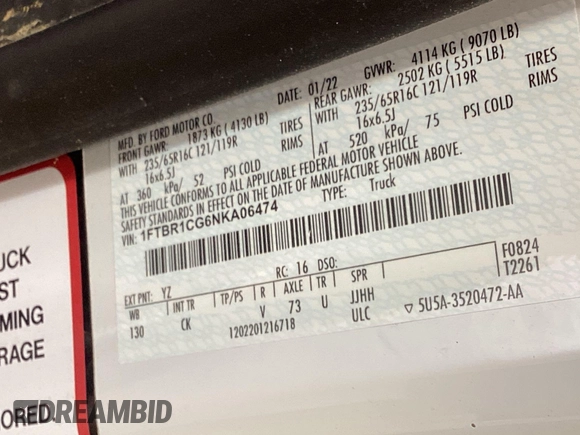 MFD. BY FORD MOTOR CO. DATE: 01/22 GVWR: 4114 KG ( 9070 LB)
FRONT GAWR: 1873 KG ( 4130 LB) REAR GAWR: 2502 KG ( 5515 LB)
WITH 235/65R16C 121/119R TIRES WITH 235/65R16C 121/119R TIRES
16x6.5J RIMS 16x6.5J RIMS
AT 360 kPa/ 52 PSI COLD AT 520 kPa/ 75 PSI COLD
THIS VEHICLE CONFORMS TO ALL APPLICABLE FEDERAL MOTOR VEHICLE
SAFETY STANDARDS IN EFFECT ON THE DATE OF MANUFACTURE SHOWN ABOVE.
VIN: 1FTBR1CG6NKA06474 TYPE: Truck
EXT PNT: YZ RC: 16 DSO: F0824
WB INT TR TP/PS R AXLE TR SPR T2261
130 CK V 73 U JJHH
1202201216718 ULC ▽ 5U5A-3520472-AA
UCK
ST
MING
RAGE
ORED.
DREAMBID